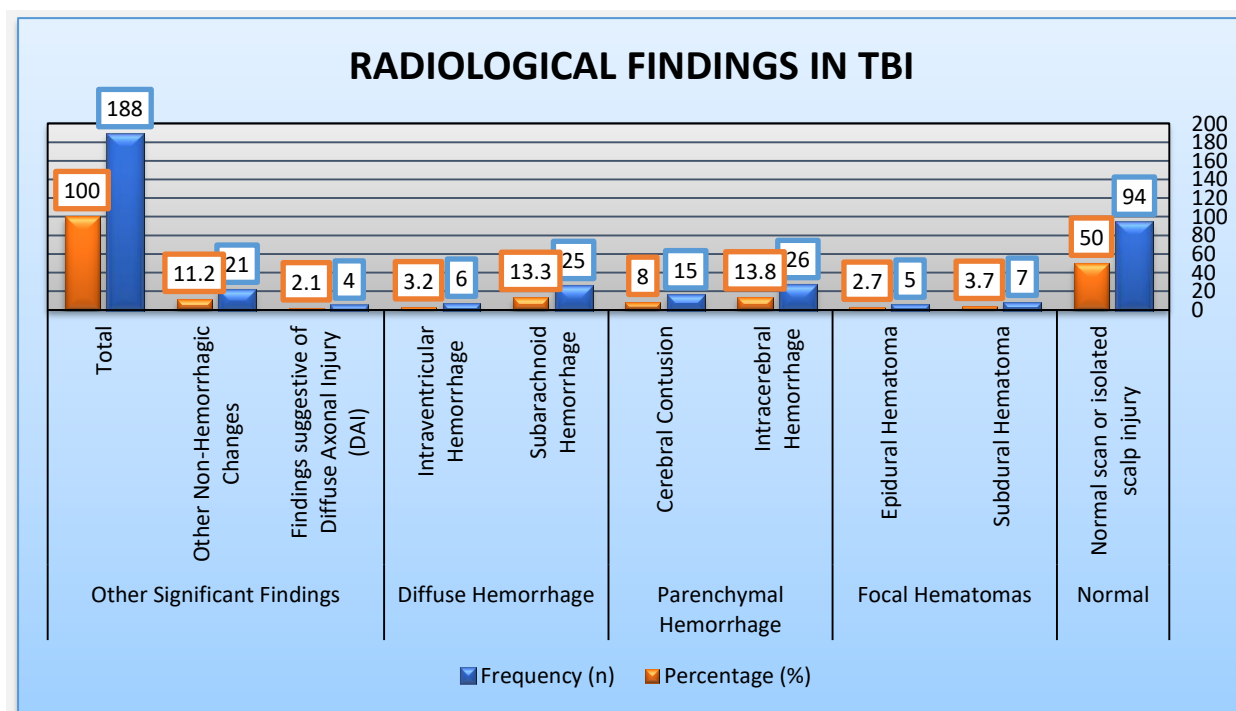 RADIOLOGICAL FINDINGS IN TBI
188
100
11.2
21
2.1
4
3.2
6
13.3
25
8
15
13.8
26
2.7
5
3.7
7
50
94
200
180
160
140
120
100
80
60
40
20
0
Total
Other Non-Hemorrhagic
Changes
Findings suggestive of
Diffuse Axonal Injury
(DAI)
Intraventricular
Hemorrhage
Subarachnoid
Hemorrhage
Cerebral Contusion
Intracerebral
Hemorrhage
Epidural Hematoma
Subdural Hematoma
Normal scan or isolated
scalp injury
Other Significant Findings
Diffuse Hemorrhage
Parenchymal
Hemorrhage
Focal Hematomas
Normal
Frequency (n)
Percentage (%)